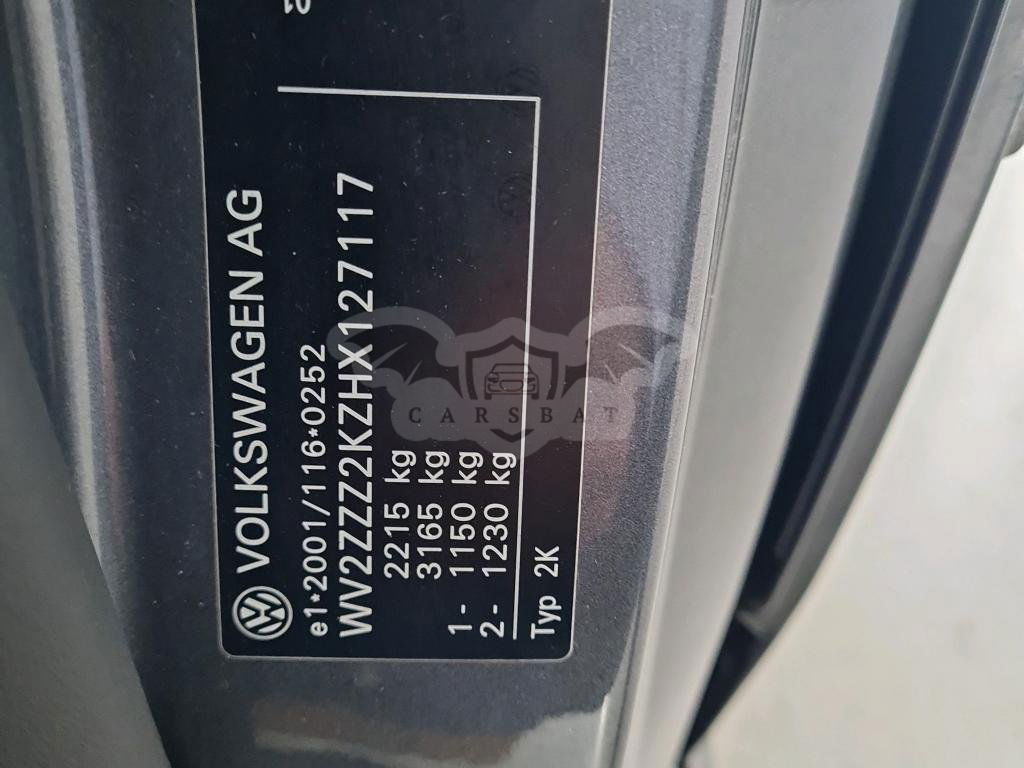 VOLKSWAGEN AG
e1*2001/116*0252
WV2ZZZ2KZHX127117
2215 kg
3165 kg
1- 1150 kg
2- 1230 kg
Typ 2K
CARSBAT